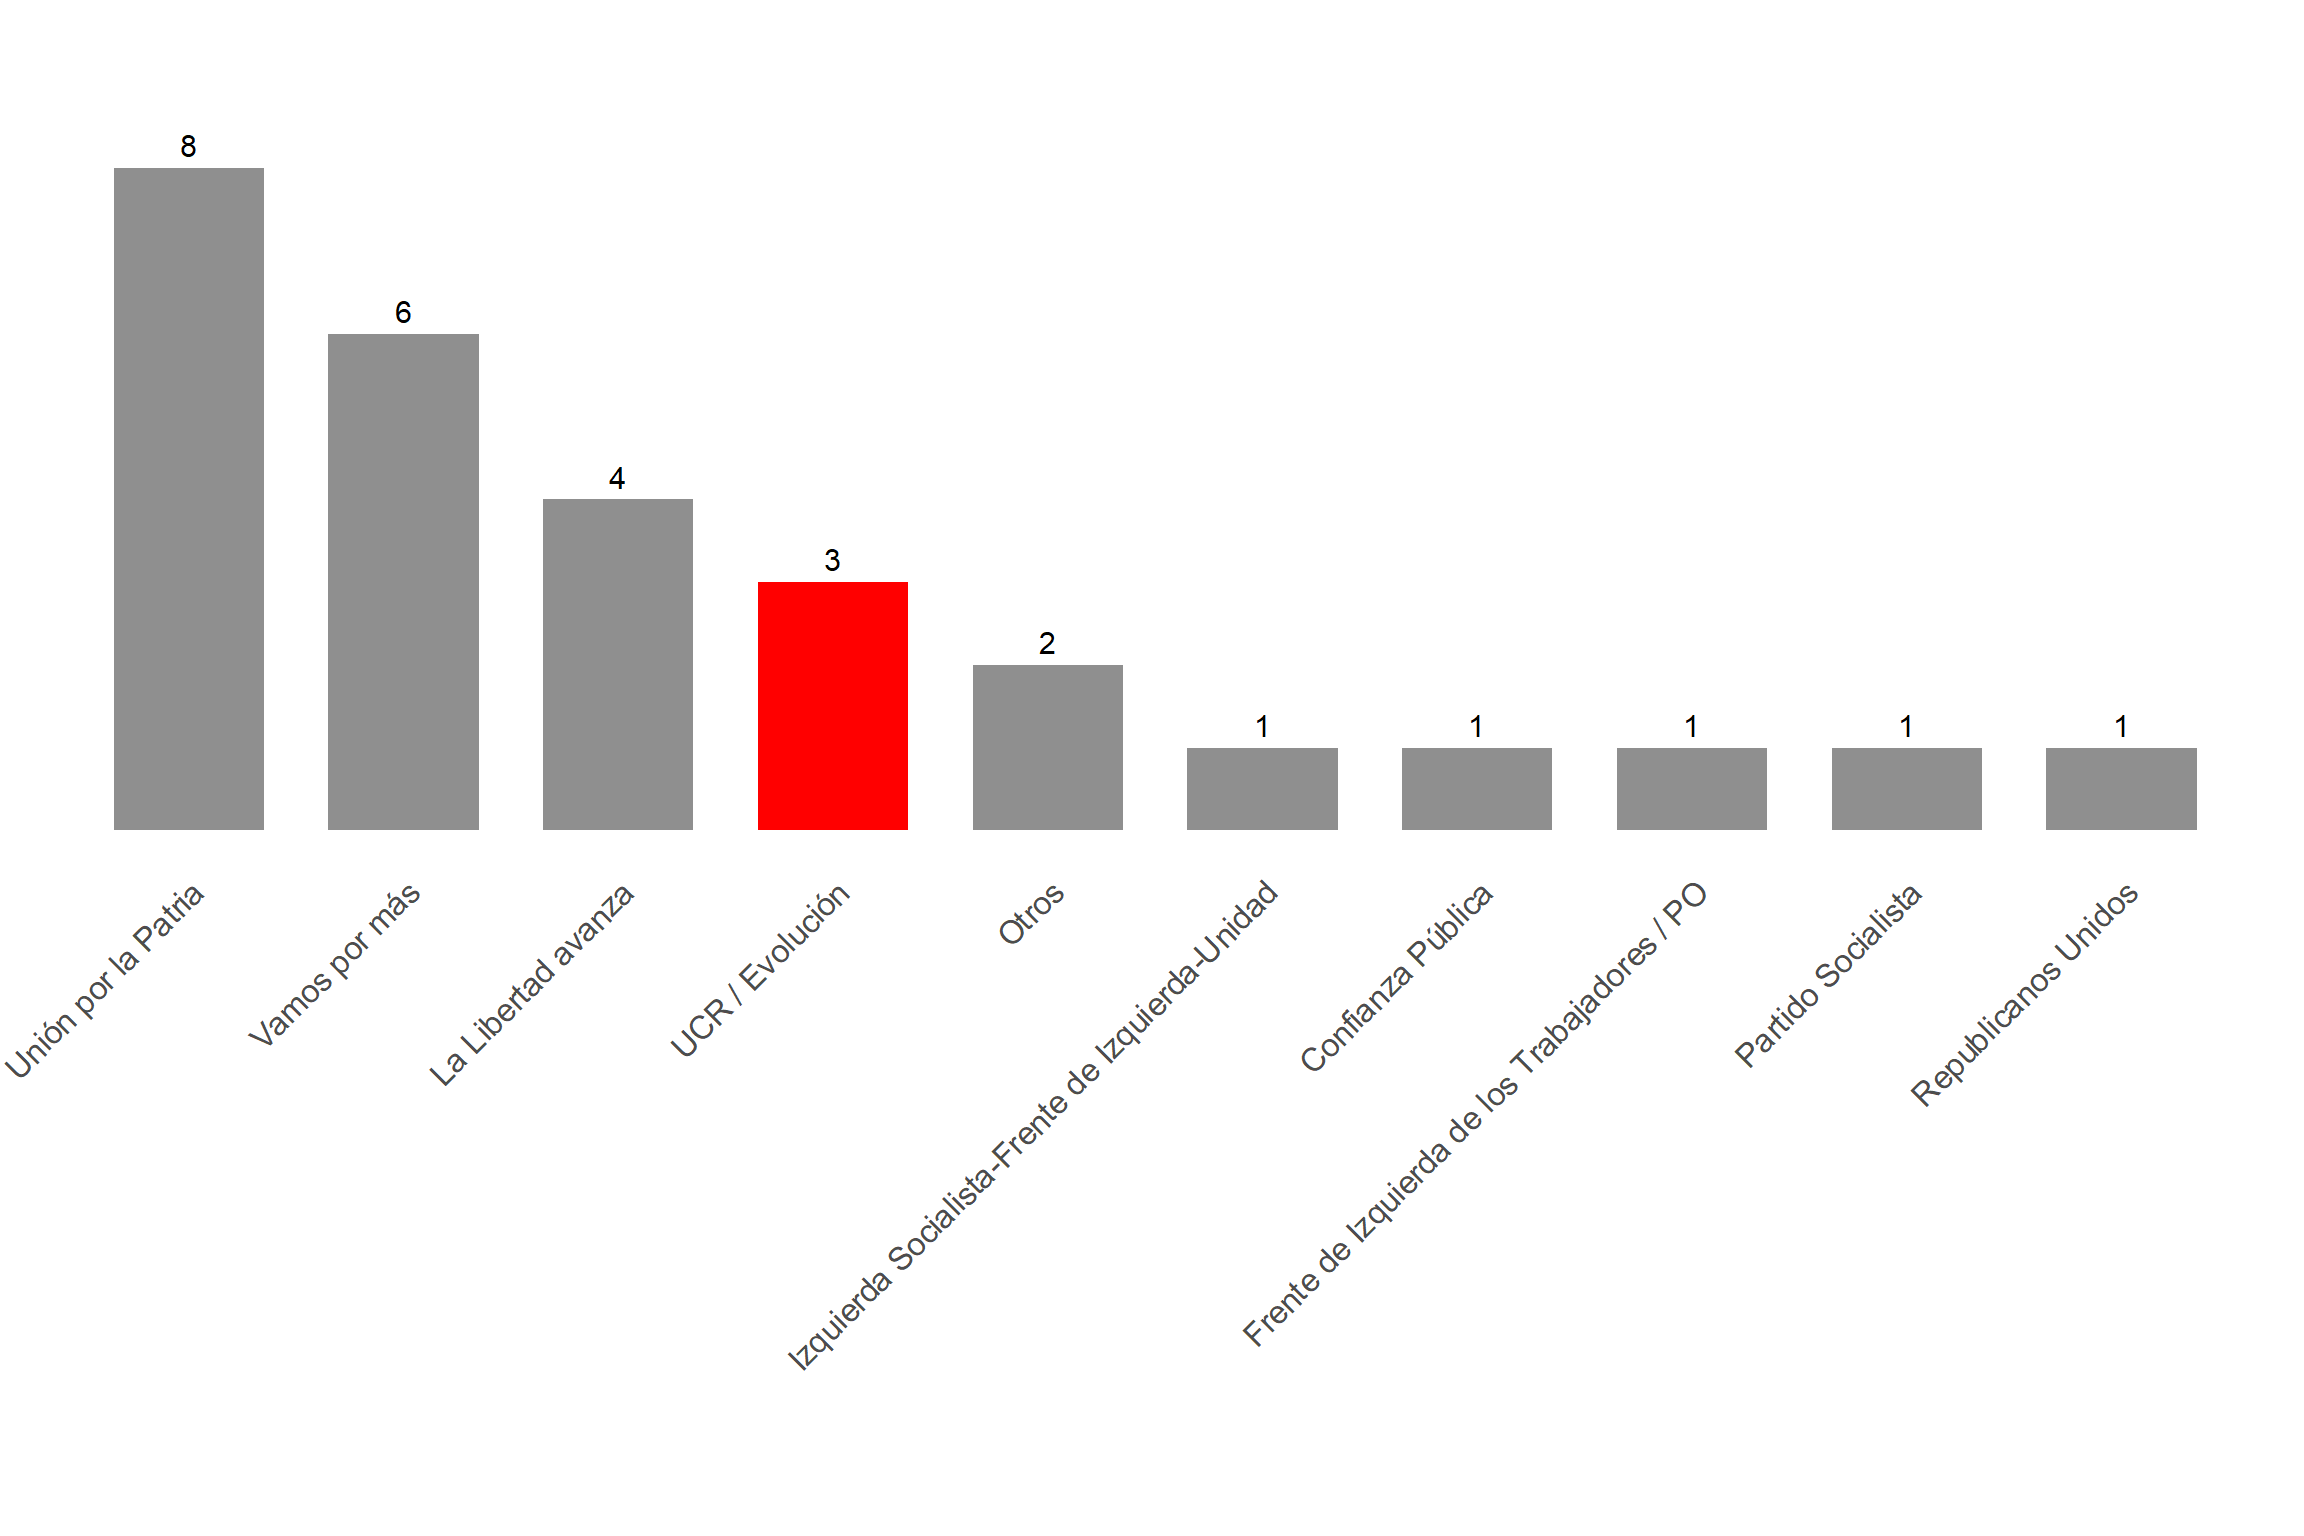 8
6
4
3
2
1
1
1
1
1
Unión por la Patria
Vamos por más
La Libertad avanza
UCR / Evolución
Otros
Izquierda Socialista-Frente de Izquierda-Unidad
Confianza Pública
Frente de Izquierda de los Trabajadores / PO
Partido Socialista
Republicanos Unidos